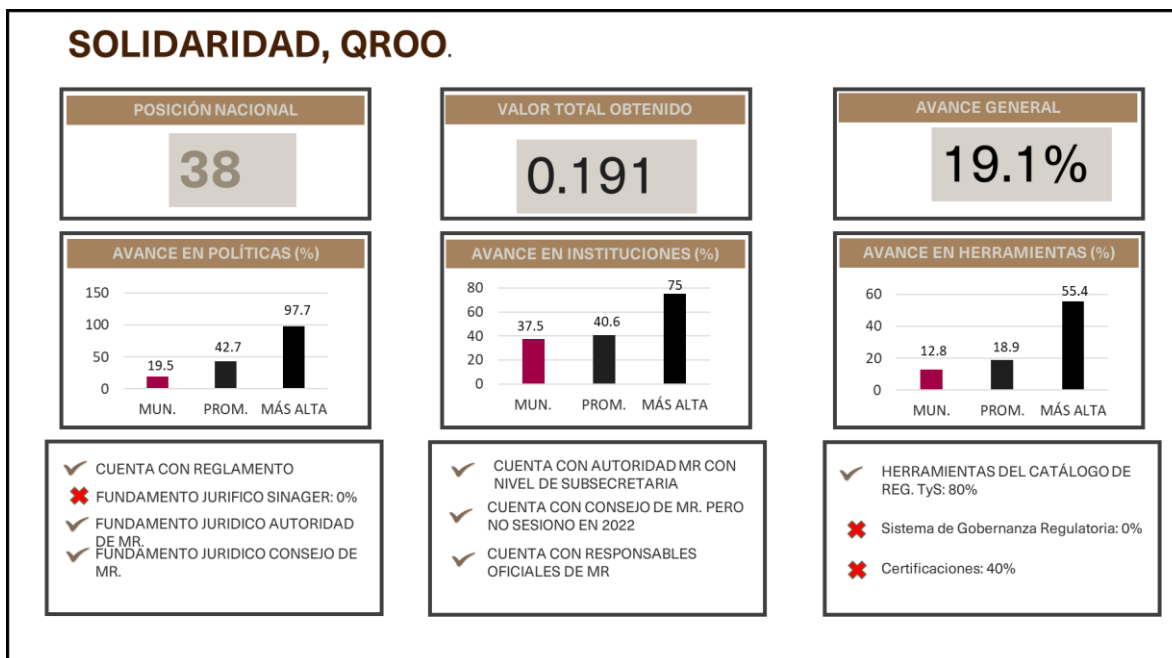 SOLIDARIDAD, QROO.
POSICIÓN NACIONAL
38
VALOR TOTAL OBTENIDO
0.191
AVANCE GENERAL
19.1%
AVANCE EN POLÍTICAS (%)
150
100
50
0
19.5
42.7
97.7
MUN.
PROM.
MÁS ALTA
AVANCE EN INSTITUCIONES (%)
80
60
40
20
0
37.5
40.6
75
MUN.
PROM.
MÁS ALTA
AVANCE EN HERRAMIENTAS (%)
60
40
20
0
12.8
18.9
55.4
MUN.
PROM.
MÁS ALTA
CUENTA CON REGLAMENTO
FUNDAMENTO JURIFICO SINAGER: 0%
FUNDAMENTO JURIDICO AUTORIDAD
DE MR.
FUNDAMENTO JURIDICO CONSEJO DE
MR.
CUENTA CON AUTORIDAD MR CON
NIVEL DE SUBSECRETARIA
CUENTA CON CONSEJO DE MR. PERO
NO SESIONO EN 2022
CUENTA CON RESPONSABLES
OFICIALES DE MR
HERRAMIENTAS DEL CATÁLOGO DE
REG. TyS: 80%
Sistema de Gobernanza Regulatoria: 0%
Certificaciones: 40%